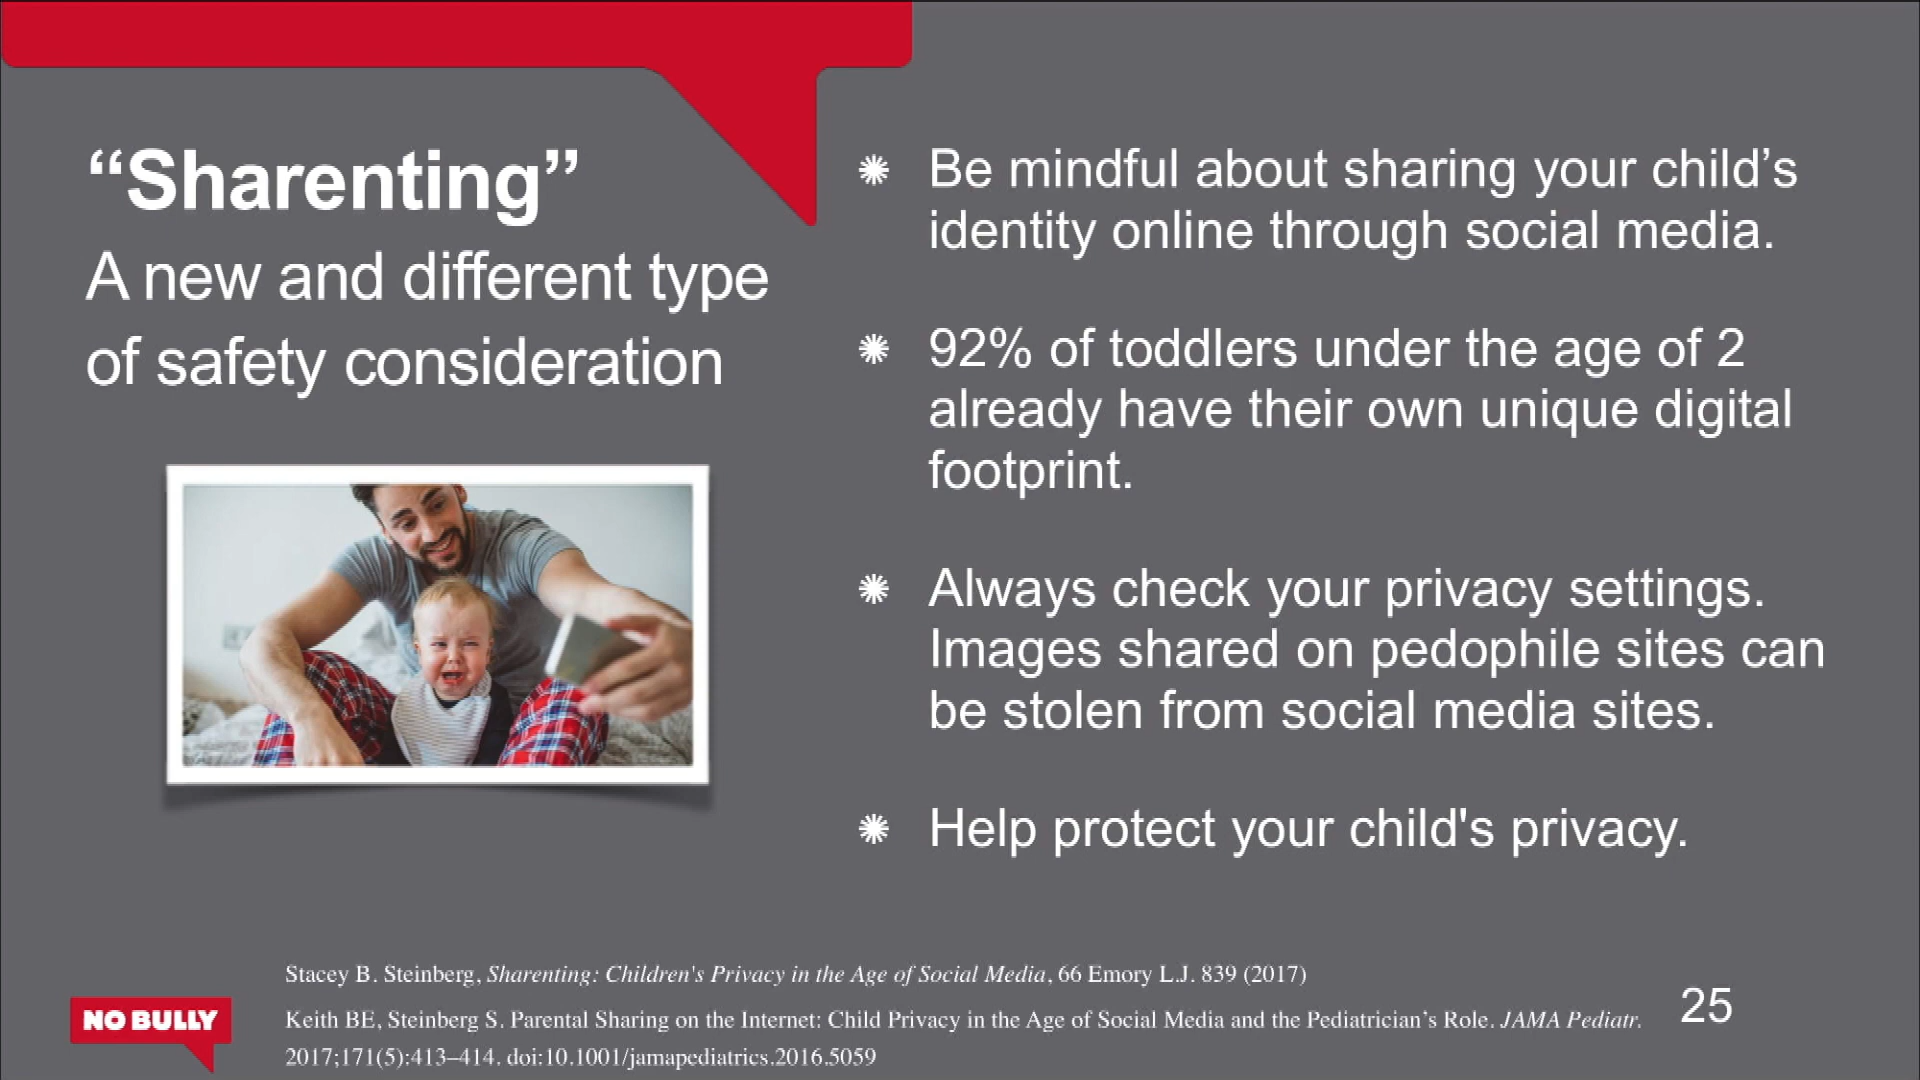 “Sharenting”
A new and different type
of safety consideration
✺ Be mindful about sharing your child’s
identity online through social media.
✺ 92% of toddlers under the age of 2
already have their own unique digital
footprint.
✺ Always check your privacy settings.
Images shared on pedophile sites can
be stolen from social media sites.
✺ Help protect your child's privacy.
Stacey B. Steinberg, Sharenting: Children's Privacy in the Age of Social Media, 66 Emory L.J. 839 (2017)
Keith BE, Steinberg S. Parental Sharing on the Internet: Child Privacy in the Age of Social Media and the Pediatrician’s Role. JAMA Pediatr.
2017;171(5):413–414. doi:10.1001/jamapediatrics.2016.5059
NO BULLY
25